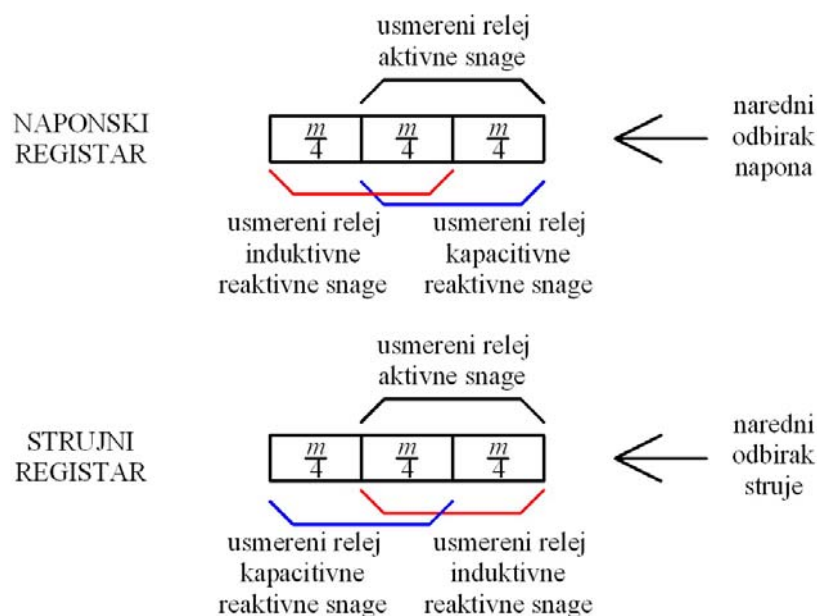 usmereni relej
aktivne snage
NAPONSKI
REGISTAR
m/4 m/4 m/4
naredni
odbirak
napona
usmereni relej
induktivne
reaktivne snage
usmereni relej
kapacitivne
reaktivne snage
usmereni relej
aktivne snage
STRUJNI
REGISTAR
m/4 m/4 m/4
naredni
odbirak
struje
usmereni relej
kapacitivne
reaktivne snage
usmereni relej
induktivne
reaktivne snage